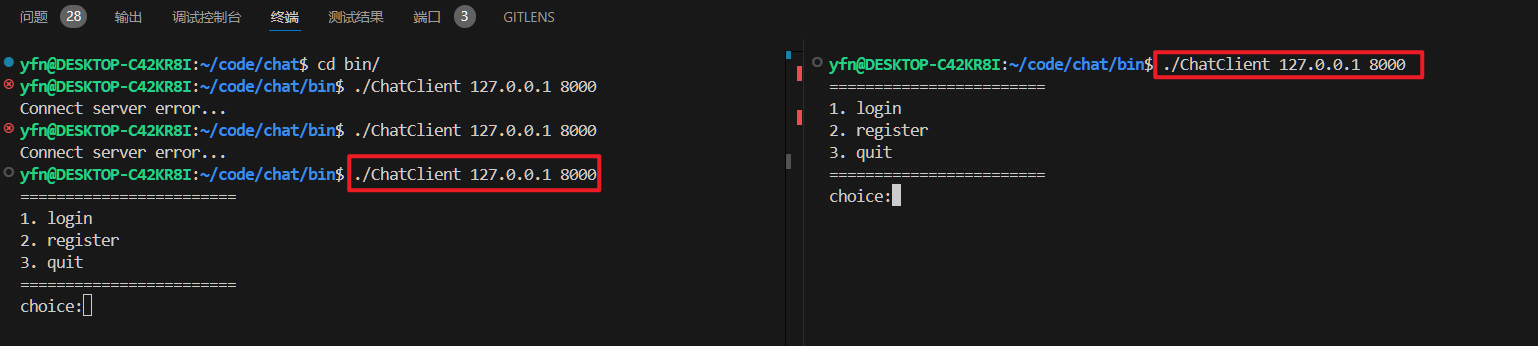 问题 28 输出 调试控制台 终端 测试结果 端口 3 GITLENS
yfn@DESKTOP-C42KR8I:~/code/chat$ cd bin/
yfn@DESKTOP-C42KR8I:~/code/chat/bin$ ./ChatClient 127.0.0.1 8000
Connect server error...
yfn@DESKTOP-C42KR8I:~/code/chat/bin$ ./ChatClient 127.0.0.1 8000
Connect server error...
yfn@DESKTOP-C42KR8I:~/code/chat/bin$ ./ChatClient 127.0.0.1 8000
========================
1. login
2. register
3. quit
========================
choice:
yfn@DESKTOP-C42KR8I:~/code/chat/bin$ ./ChatClient 127.0.0.1 8000
========================
1. login
2. register
3. quit
========================
choice: